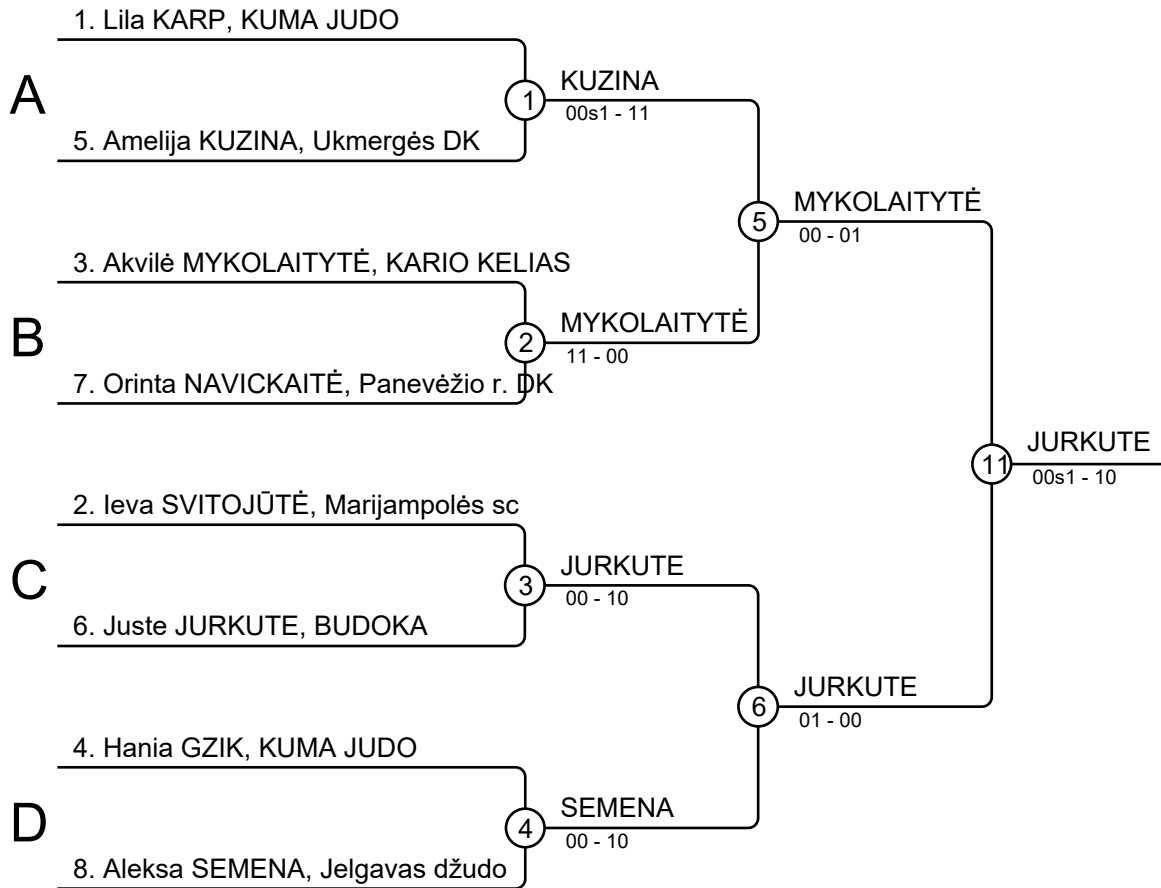 1. Lila KARP, KUMA JUDO
A
1
KUZINA
00s1 - 11
5. Amelija KUZINA, Ukmergės DK
5
MYKOLAITYTĖ
00 - 01
3. Akvilė MYKOLAITYTĖ, KARIO KELIAS
B
2
MYKOLAITYTĖ
11 - 00
7. Orinta NAVICKAITĖ, Panevėžio r. DK
11
JURKUTE
00s1 - 10
2. Ieva SVITOJŪTĖ, Marijampolės sc
C
3
JURKUTE
00 - 10
6. Juste JURKUTE, BUDOKA
6
JURKUTE
01 - 00
4. Hania GZIK, KUMA JUDO
D
4
SEMENA
00 - 10
8. Aleksa SEMENA, Jelgavas džudo